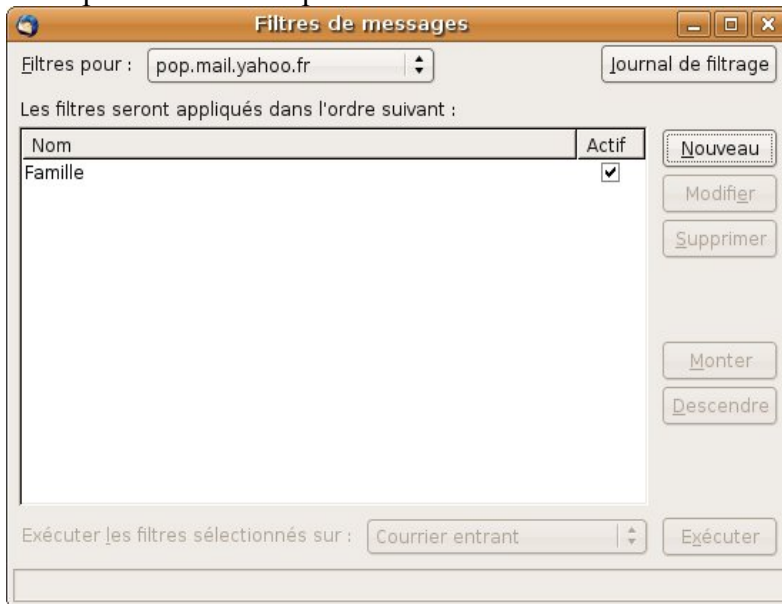 Filtres de messages
Filtres pour : pop.mail.yahoo.fr Journal de filtrage
Les filtres seront appliqués dans l'ordre suivant :
Nom Actif Nouveau
Famille
Modifier
Supprimer
Monter
Descendre
Exécuter les filtres sélectionnés sur : Courrier entrant Exécuter